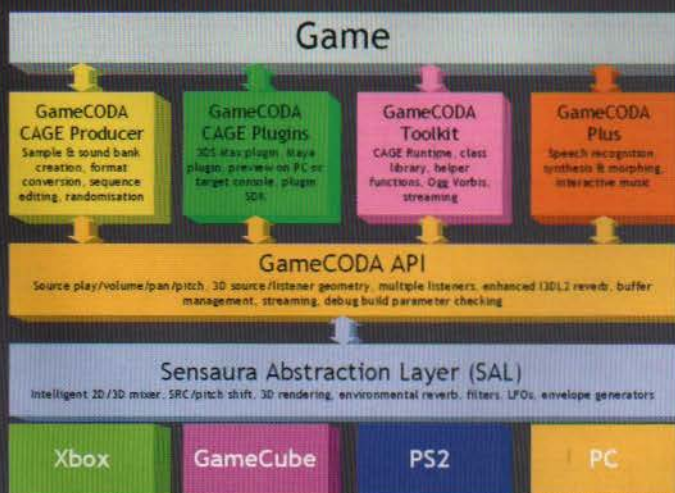 Game
GameCODA
CAGE Producer
Sample & sound bank
creation, format
conversion, sequence
editing, randomisation
GameCODA
CAGE Plugins
3DS Max plugin, Maya
plugin, preview on PC or
target console, plugin
SDK
GameCODA
Toolkit
CAGE Runtime, class
library, helper
functions, Ogg Vorbis,
streaming
GameCODA
Plus
Speech recognition
synthesis & morphing,
interactive music
GameCODA API
Source play/volume/pan/pitch, 3D source/listener geometry, multiple listeners, enhanced I3DL2 reverb, buffer
management, streaming, debug build parameter checking
Sensaura Abstraction Layer (SAL)
Intelligent 2D/3D mixer, SRC/pitch shift, 3D rendering, environmental reverb, filters, LFOs, envelope generators
Xbox
GameCube
PS2
PC